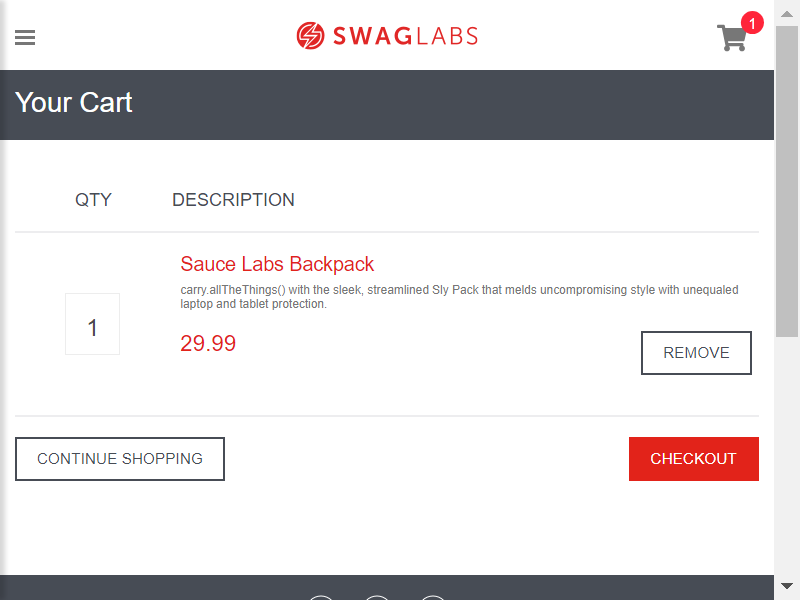 SWAGLABS
1
Your Cart
QTY DESCRIPTION
Sauce Labs Backpack
carry.allTheThings() with the sleek, streamlined Sly Pack that melds uncompromising style with unequaled
laptop and tablet protection.
1
29.99
REMOVE
CONTINUE SHOPPING
CHECKOUT